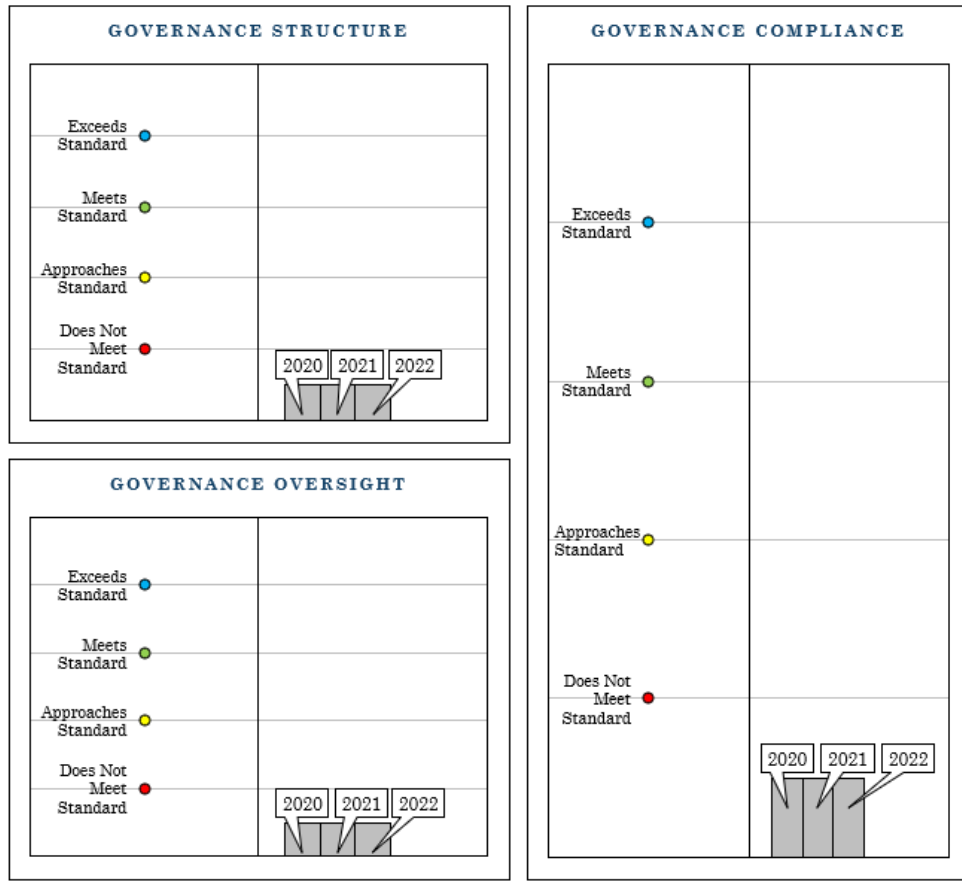 GOVERNANCE STRUCTURE
Exceeds
Standard
Meets
Standard
Approaches
Standard
Does Not
Meet
Standard
2020
2021
2022
GOVERNANCE OVERSIGHT
Exceeds
Standard
Meets
Standard
Approaches
Standard
Does Not
Meet
Standard
2020
2021
2022
GOVERNANCE COMPLIANCE
Exceeds
Standard
Meets
Standard
Approaches
Standard
Does Not
Meet
Standard
2020
2021
2022